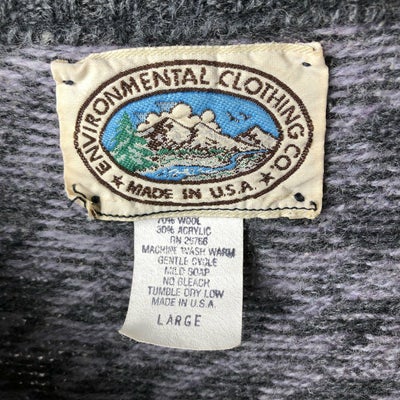 ENVIRONMENTAL CLOTHING CO.
★ MADE IN U.S.A. ★
70% WOOL
30% ACRYLIC
RN 29766
MACHINE WASH WARM
GENTLE CYCLE
MILD SOAP
NO BLEACH
TUMBLE DRY LOW
MADE IN U.S.A.
LARGE